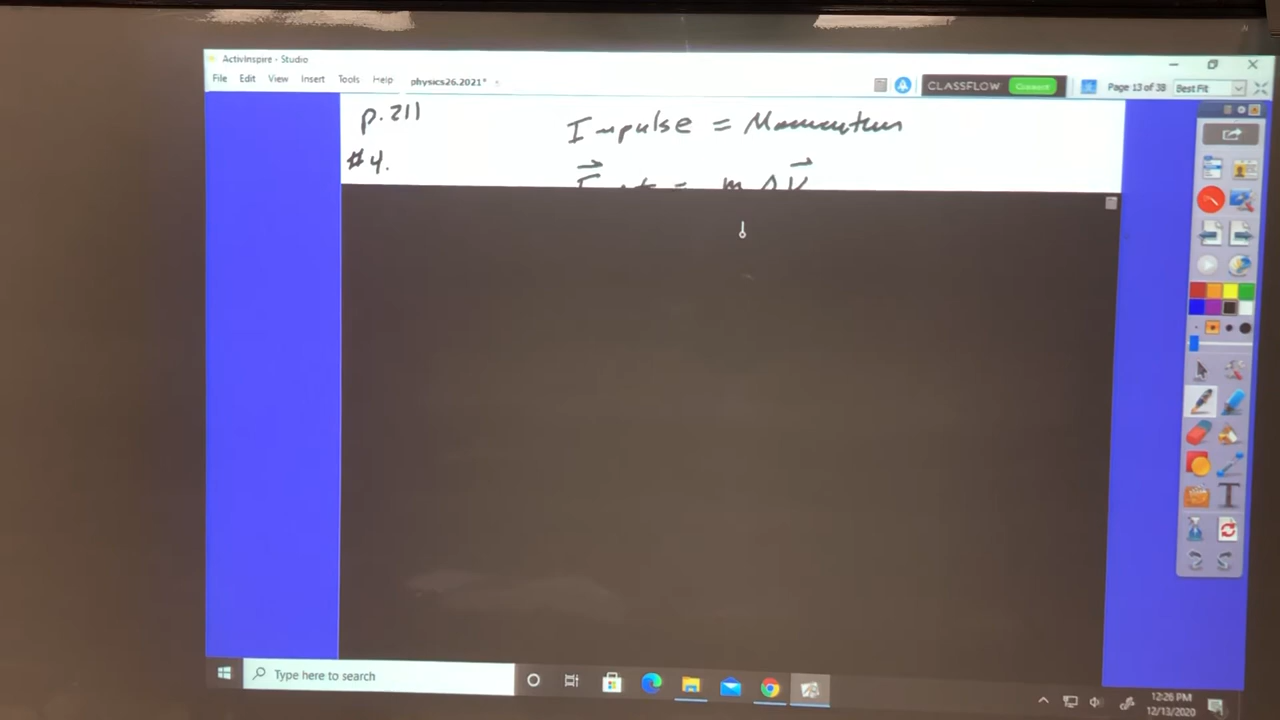 ActivInspire - Studio
File Edit View Insert Tools Help physics26.2021*
CLASSFLOW Connect Page 13 of 38 Best Fit
p. 211
Impulse = Momentum
#4.
= m Δ V
Type here to search
12:26 PM
12/13/2020